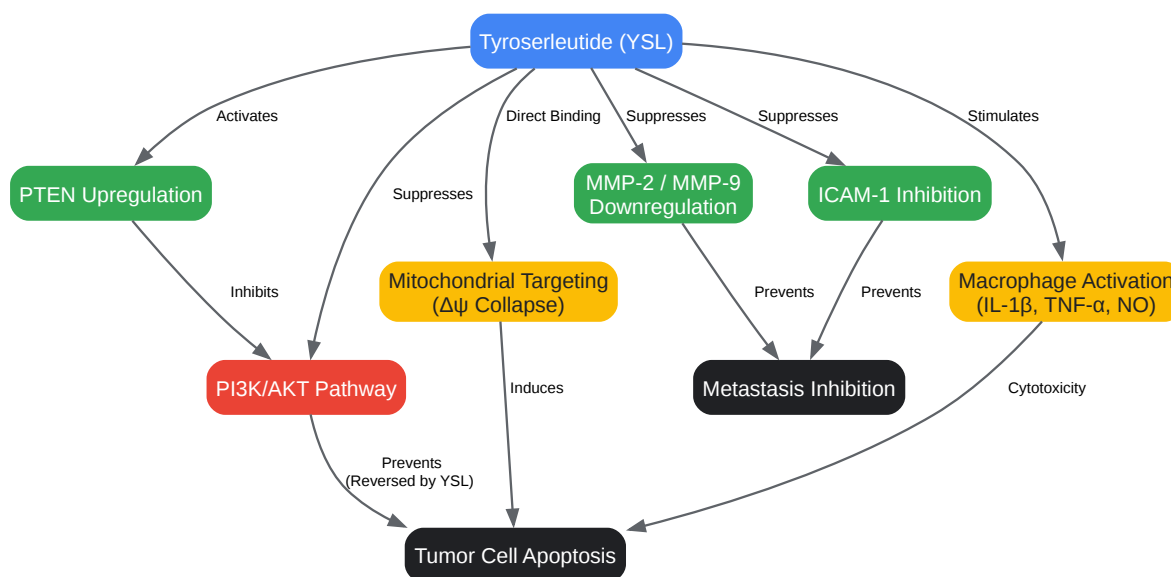 Tyroserleutide (YSL)
Activates
Direct Binding
Suppresses
Suppresses
Stimulates
PTEN Upregulation
Suppresses
MMP-2 / MMP-9
Downregulation
ICAM-1 Inhibition
Inhibits
Mitochondrial Targeting
(Δψ Collapse)
Prevents
Prevents
Macrophage Activation
(IL-1β, TNF-α, NO)
PI3K/AKT Pathway
Induces
Metastasis Inhibition
Cytotoxicity
Prevents
(Reversed by YSL)
Tumor Cell Apoptosis